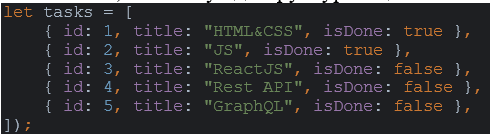 let tasks = [
    { id: 1, title: "HTML&CSS", isDone: true },
    { id: 2, title: "JS", isDone: true },
    { id: 3, title: "ReactJS", isDone: false },
    { id: 4, title: "Rest API", isDone: false },
    { id: 5, title: "GraphQL", isDone: false },
]);